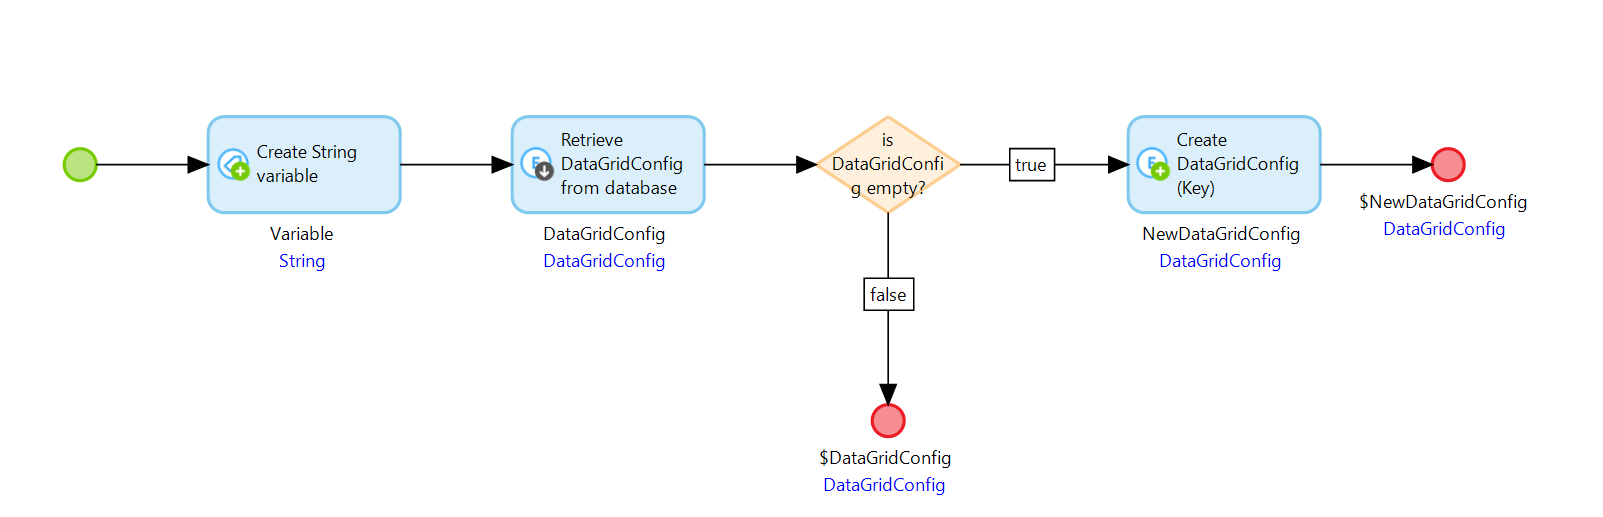 Create String
variable
Variable
String
Retrieve
DataGridConfig
from database
DataGridConfig
DataGridConfig
is
DataGridConfi
g empty?
true
Create
DataGridConfig
(Key)
NewDataGridConfig
DataGridConfig
$NewDataGridConfig
DataGridConfig
false
$DataGridConfig
DataGridConfig